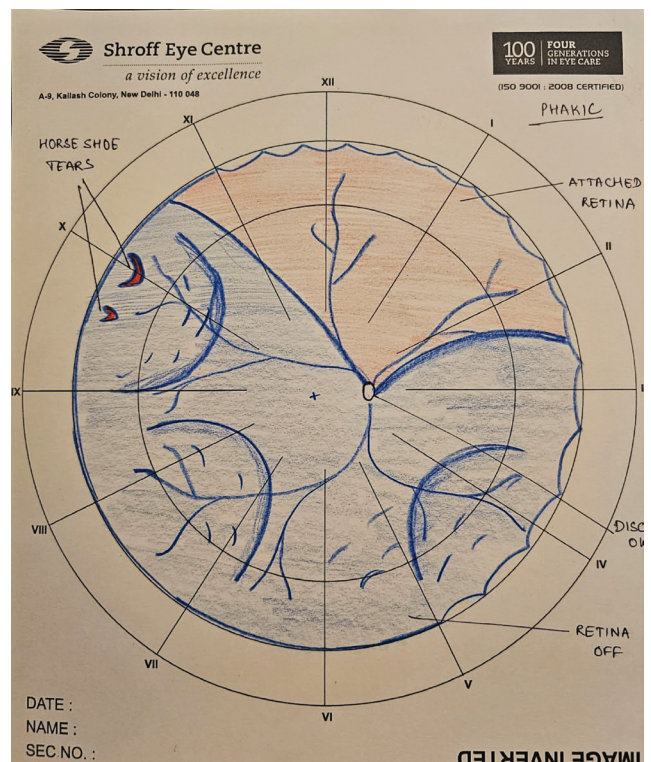 Shroff Eye Centre
a vision of excellence
A-9, Kailash Colony, New Delhi - 110 048
100 YEARS
FOUR GENERATIONS IN EYE CARE
(ISO 9001 : 2008 CERTIFIED)
PHAKIC
XII
XI
I
HORSE SHOE
TEARS
ATTACHED
RETINA
X
II
IX
VIII
DISC
IV
RETINA
OFF
VII
V
VI
DATE :
NAME :
SEC.NO. :
IMAGE INVERTED